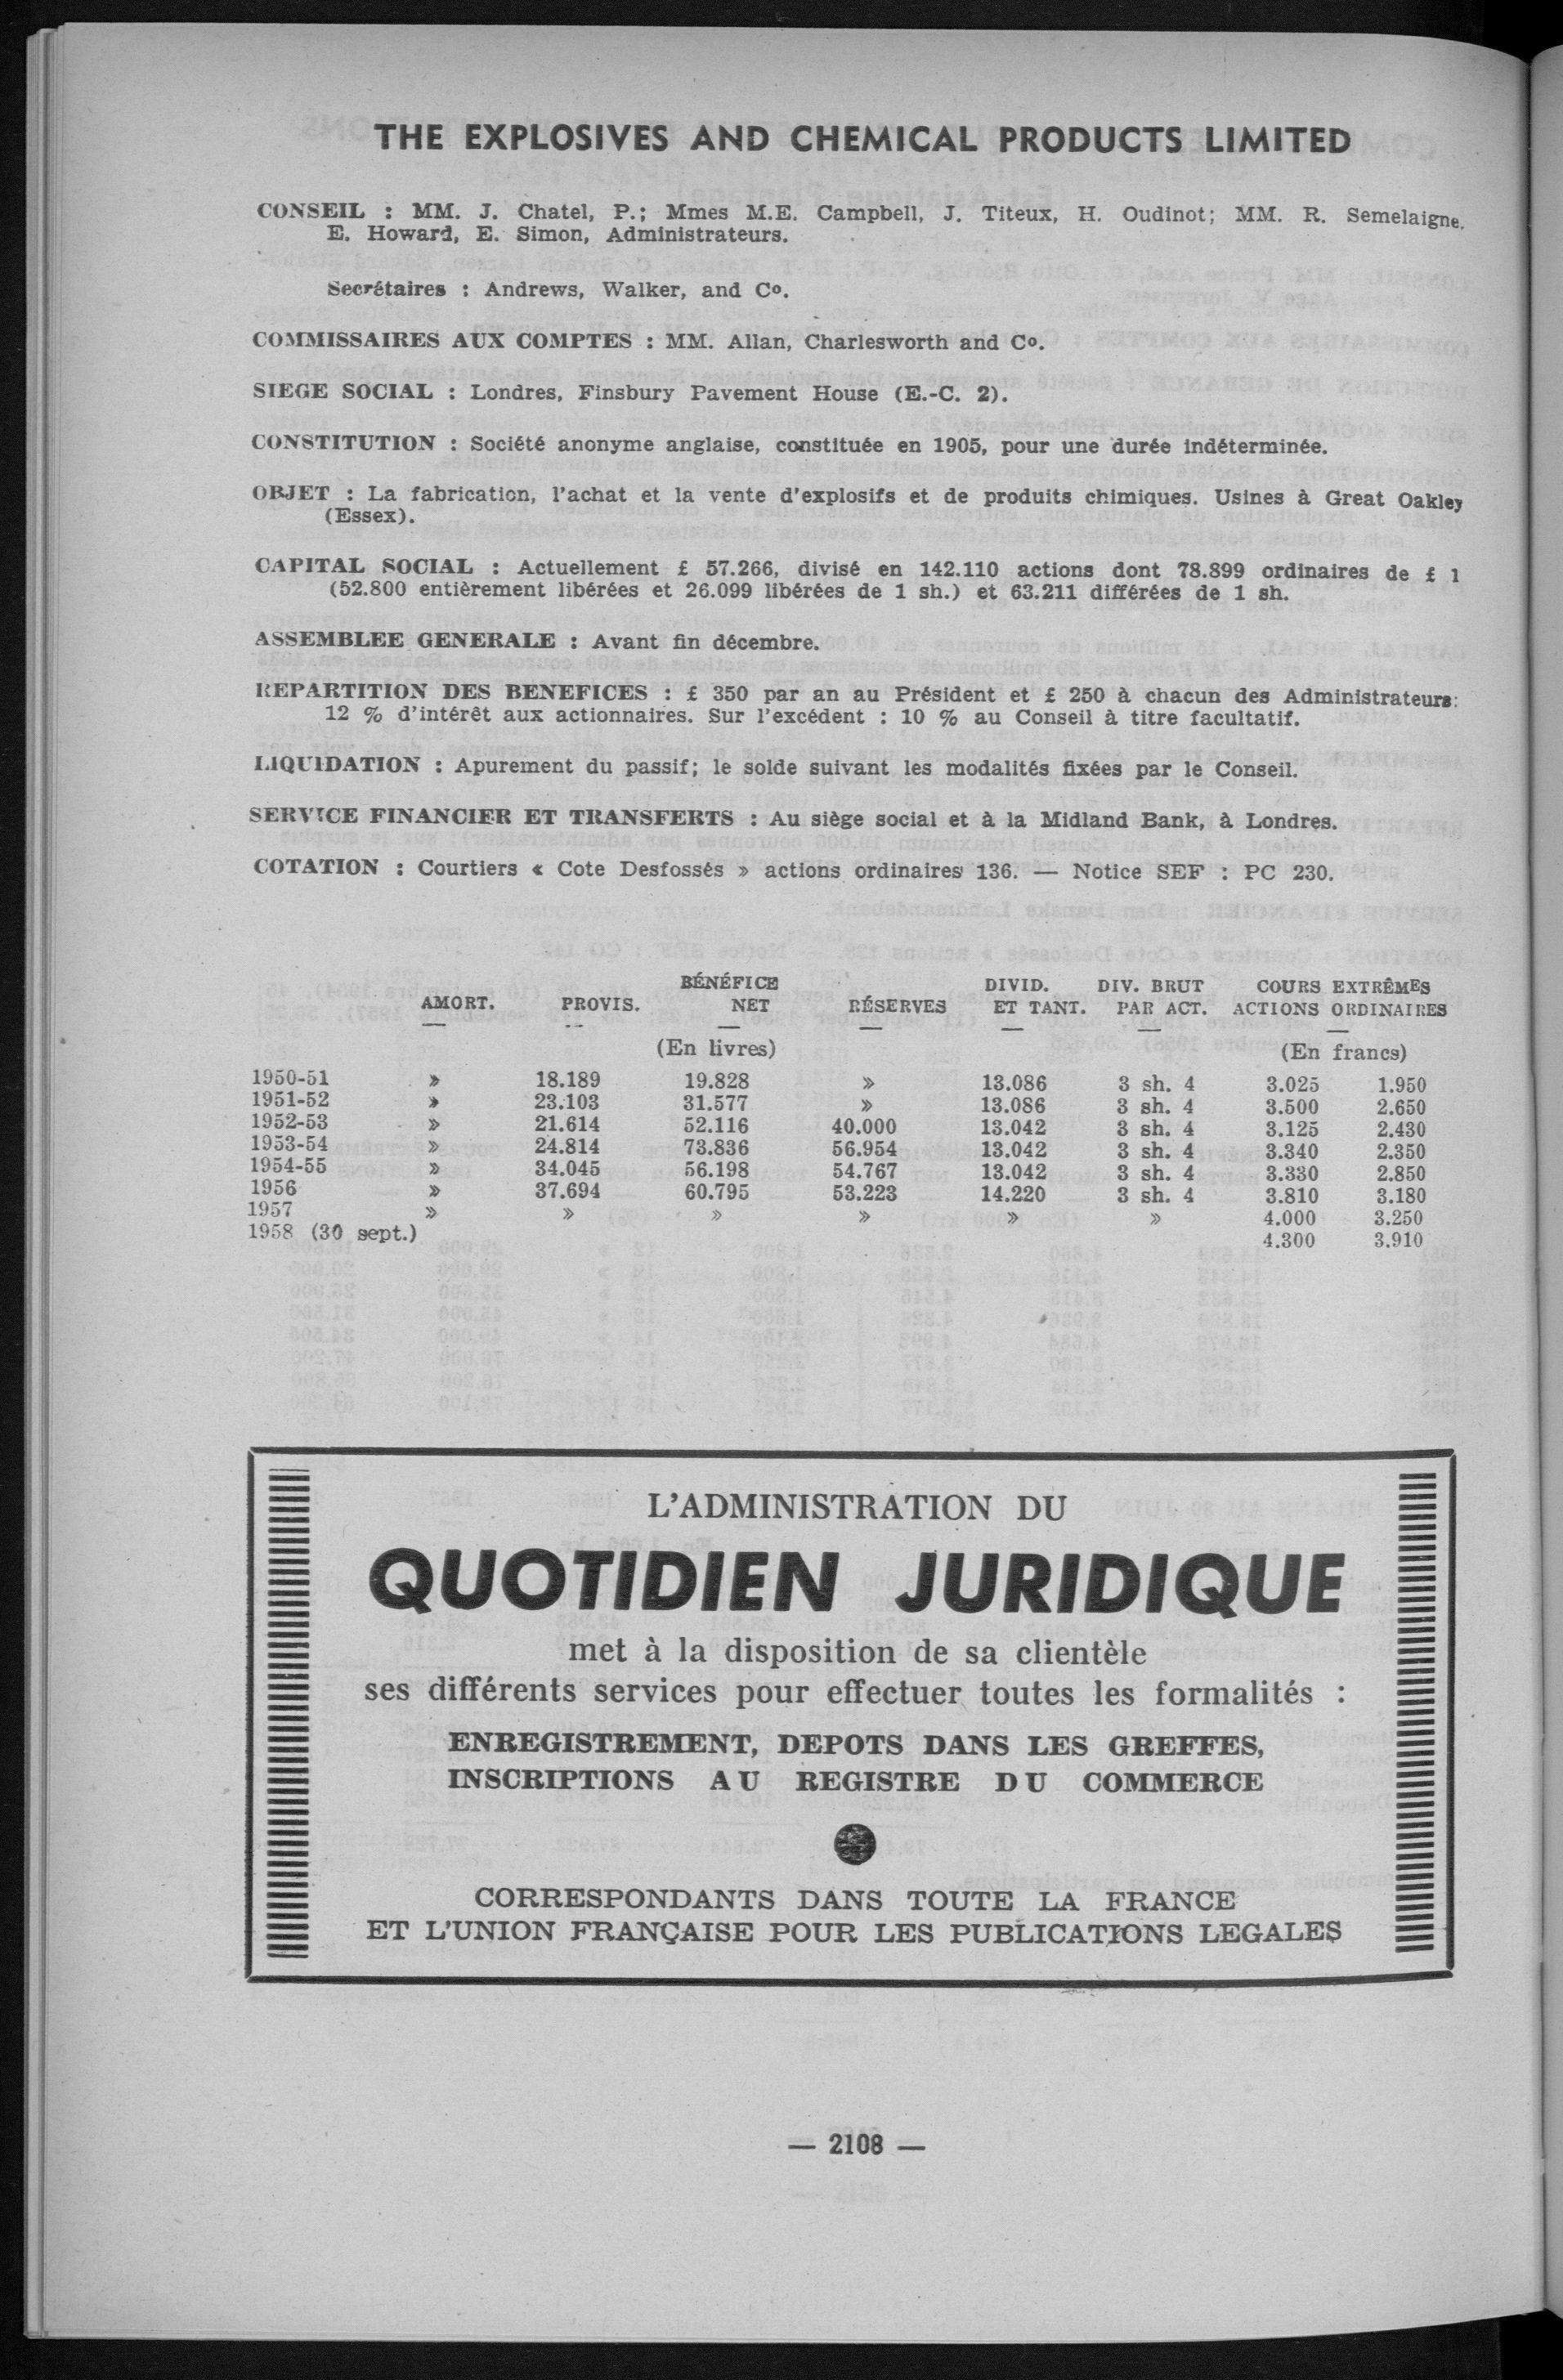 THE EXPLOSIVES AND CHEMICAL PRODUCTS LIMITED
CONSEIL : MM. J. Chatel, P.; Mmes M.E. Campbell, J. Titeux, H. Oudinot; MM. R. Semelaigne,
E. Howard, E. Simon, Administrateurs.
Secrétaires : Andrews, Walker, and Co.
COMMISSAIRES AUX COMPTES : MM. Allan, Charlesworth and Co.
SIEGE SOCIAL : Londres, Finsbury Pavement House (E.-C. 2).
CONSTITUTION : Société anonyme anglaise, constituée en 1905, pour une durée indéterminée.
OBJET : La fabrication, l'achat et la vente d'explosifs et de produits chimiques. Usines à Great Oakley
(Essex).
CAPITAL SOCIAL : Actuellement £ 57.266, divisé en 142.110 actions dont 78.899 ordinaires de £ 1
(52.800 entièrement libérées et 26.099 libérées de 1 sh.) et 63.211 différées de 1 sh.
ASSEMBLEE GENERALE : Avant fin décembre.
REPARTITION DES BENEFICES : £ 350 par an au Président et £ 250 à chacun des Administrateurs:
12 % d'intérêt aux actionnaires. Sur l'excédent : 10 % au Conseil à titre facultatif.
LIQUIDATION : Apurement du passif; le solde suivant les modalités fixées par le Conseil.
SERVICE FINANCIER ET TRANSFERTS : Au siège social et à la Midland Bank, à Londres.
COTATION : Courtiers « Cote Desfossés » actions ordinaires 136. — Notice SEF : PC 230.
BÉNÉFICE DIVID. DIV. BRUT COURS EXTRÊMES
AMORT. PROVIS. NET RÉSERVES ET TANT. PAR ACT. ACTIONS ORDINAIRES
(En livres) (En francs)
1950-51 » 18.189 19.828 » 13.086 3 sh. 4 3.025 1.950
1951-52 » 23.103 31.577 » 13.086 3 sh. 4 3.500 2.650
1952-53 » 21.614 52.116 40.000 13.042 3 sh. 4 3.125 2.430
1953-54 » 24.814 73.836 56.954 13.042 3 sh. 4 3.340 2.350
1954-55 » 34.045 56.198 54.767 13.042 3 sh. 4 3.330 2.850
1956 » 37.694 60.795 53.223 14.220 3 sh. 4 3.810 3.180
1957 » » » » » » 4.000 3.250
1958 (30 sept.) 4.300 3.910
L'ADMINISTRATION DU
QUOTIDIEN JURIDIQUE
met à la disposition de sa clientèle
ses différents services pour effectuer toutes les formalités :
ENREGISTREMENT, DEPOTS DANS LES GREFFES,
INSCRIPTIONS AU REGISTRE DU COMMERCE
CORRESPONDANTS DANS TOUTE LA FRANCE
ET L'UNION FRANÇAISE POUR LES PUBLICATIONS LEGALES
— 2108 —